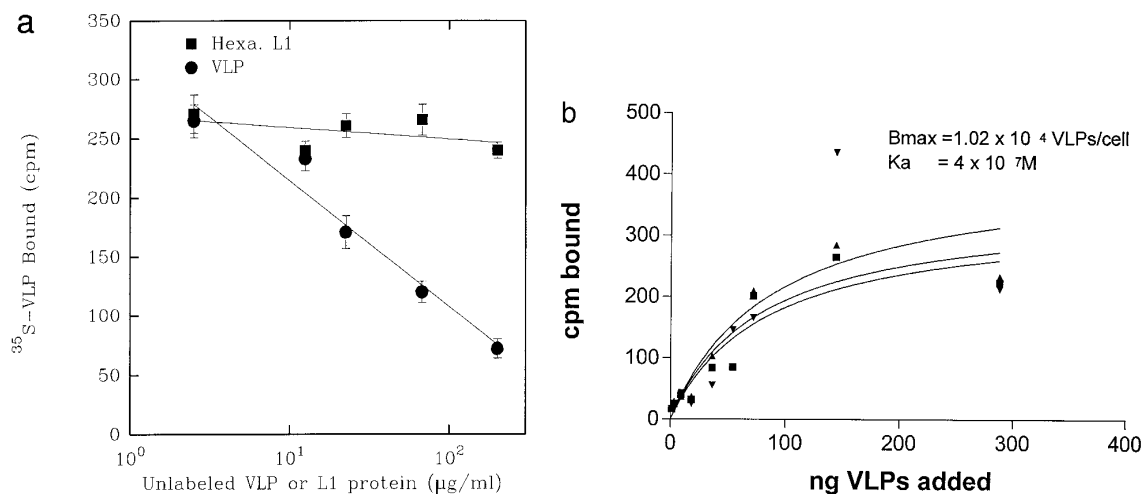 a
350
300
250
200
150
100
50
0
³⁵S-VLP Bound (cpm)
Hexa. L1
VLP
10⁰
10¹
10²
Unlabeled VLP or L1 protein (μg/ml)
b
500
400
300
200
100
0
cpm bound
Bmax =1.02 x 10 ⁴ VLPs/cell
Ka = 4 x 10 ⁷M
0
100
200
300
400
ng VLPs added